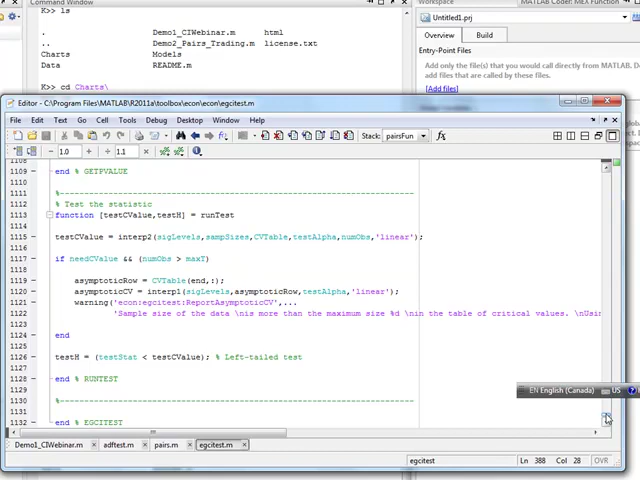 Command Window
K>> ls
. Demo1_CIWebinar.m html
.. Demo2_Pairs_Trading.m license.txt
Charts Models
Data README.m
K>> cd Charts\
Workspace
MATLAB Coder: MEX Function
Untitled1.prj
Overview Build
Entry-Point Files
Add only the file(s) that you would call directly from MATLAB.
add files that are called by these files.
[Add files]
Editor - C:\Program Files\MATLAB\R2011a\toolbox\econ\econ\egcitest.m
File Edit Text Go Cell Tools Debug Desktop Window Help
Stack: pairsFun fx
- 1.0 + ÷ 1.1 ×
1108
1109 end % GETPVALUE
1110
1111 %-------------------------------------------------------------------------
1112 % Test the statistic
1113 function [testCValue,testH] = runTest
1114
1115 testCValue = interp2(sigLevels,sampSizes,CVTable,testAlpha,numObs,'linear');
1116
1117 if needCValue && (numObs > maxT)
1118
1119 asymptoticRow = CVTable(end,:);
1120 asymptoticCV = interp1(sigLevels,asymptoticRow,testAlpha,'linear');
1121 warning('econ:egcitest:ReportAsymptoticCV',...
1122 'Sample size of the data \nis more than the maximum size %d \nin the table of critical values. \nUsin
1123
1124 end
1125
1126 testH = (testStat < testCValue); % Left-tailed test
1127
1128 end % RUNTEST
1129
1130 %-------------------------------------------------------------------------
1131
1132 end % EGCITEST
EN English (Canada) US
Demo1_CIWebinar.m × adftest.m × pairs.m × egcitest.m ×
egcitest Ln 388 Col 28 OVR